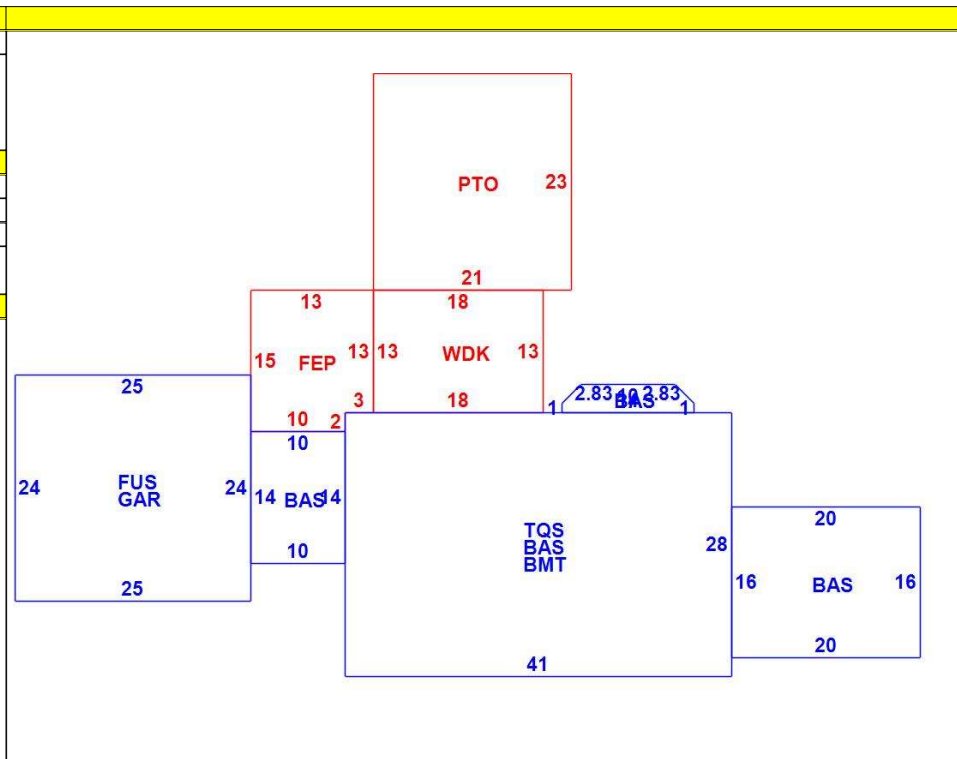 PTO 23
21
13 18
15 FEP 13 13 WDK 13
3 18
10 2
1 2.83 BAS 2.83 1
25
10
24 FUS 24
GAR
14 BAS 14
10
25
TQS
BAS
BMT
28
20
16 BAS 16
20
41